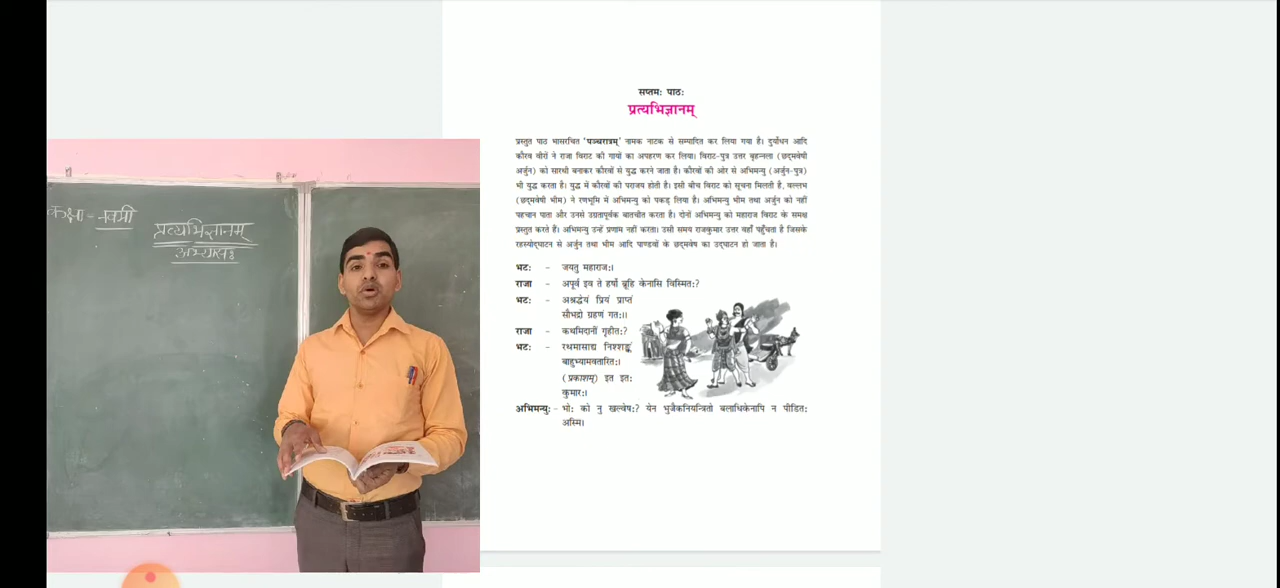 कक्षा - नवमी
प्रत्यभिज्ञानम्
अभ्यासः
सप्तमः पाठः
प्रत्यभिज्ञानम्
प्रस्तुत पाठ भासरचित 'पञ्चरात्रम्' नामक नाटक से सम्पादित कर लिया गया है। दुर्योधन आदि
कौरव वीरों ने राजा विराट की गायों का अपहरण कर लिया। विराट-पुत्र उत्तर बृहन्नला (छद्मवेषी
अर्जुन) को सारथी बनाकर कौरवों से युद्ध करने जाता है। कौरवों की ओर से अभिमन्यु (अर्जुन-पुत्र)
भी युद्ध करता है। युद्ध में कौरवों की पराजय होती है। इसी बीच विराट को सूचना मिलती है, वल्लभ
(छद्मवेषी भीम) ने रणभूमि में अभिमन्यु को पकड़ लिया है। अभिमन्यु भीम तथा अर्जुन को नहीं
पहचान पाता और उनसे उग्रतापूर्वक बातचीत करता है। दोनों अभिमन्यु को महाराज विराट के समक्ष
प्रस्तुत करते हैं। अभिमन्यु उन्हें प्रणाम नहीं करता। उसी समय राजकुमार उत्तर वहाँ पहुँचता है जिसके
रहस्योद्घाटन से अर्जुन तथा भीम आदि पाण्डवों के छद्मवेष का उद्घाटन हो जाता है।
भटः - जयतु महाराजः।
राजा - अपूर्व इव ते हर्षो ब्रूहि केनासि विस्मितः?
भटः - अश्रद्धेयं प्रियं प्राप्तं
सौभद्रो ग्रहणं गतः॥
राजा - कथमिदानीं गृहीतः?
भटः - रथमासाद्य निश्शङ्कं
बाहुभ्यामवतारितः।
(प्रकाशम्) इत इतः
कुमारः।
अभिमन्युः - भोः को नु खल्वेषः? येन भुजैकनियन्त्रितो बलाधिकेनापि न पीडितः
अस्मि।